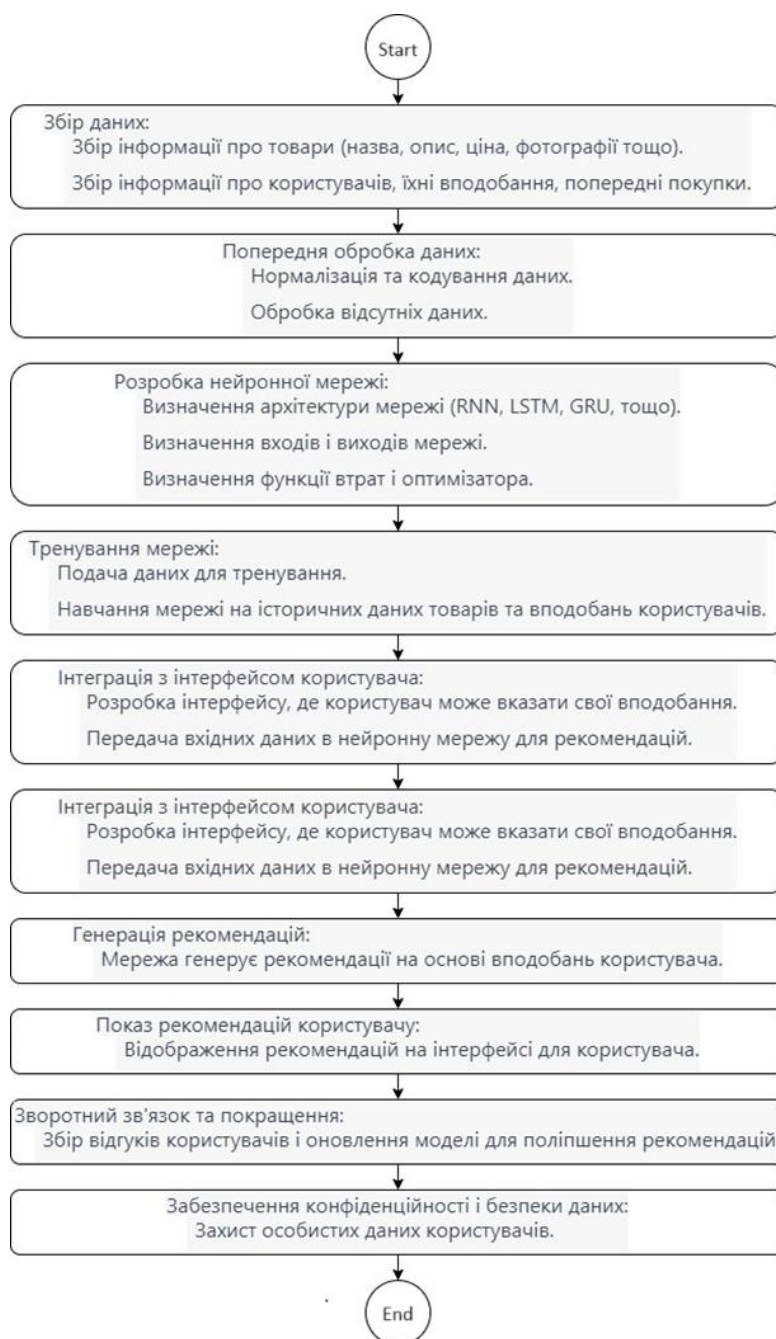 Start
Збір даних:
Збір інформації про товари (назва, опис, ціна, фотографії тощо).
Збір інформації про користувачів, їхні вподобання, попередні покупки.
Попередня обробка даних:
Нормалізація та кодування даних.
Обробка відсутніх даних.
Розробка нейронної мережі:
Визначення архітектури мережі (RNN, LSTM, GRU, тощо).
Визначення входів і виходів мережі.
Визначення функції втрат і оптимізатора.
Тренування мережі:
Подача даних для тренування.
Навчання мережі на історичних даних товарів та вподобань користувачів.
Інтеграція з інтерфейсом користувача:
Розробка інтерфейсу, де користувач може вказати свої вподобання.
Передача вхідних даних в нейронну мережу для рекомендацій.
Інтеграція з інтерфейсом користувача:
Розробка інтерфейсу, де користувач може вказати свої вподобання.
Передача вхідних даних в нейронну мережу для рекомендацій.
Генерація рекомендацій:
Мережа генерує рекомендації на основі вподобань користувача.
Показ рекомендацій користувачу:
Відображення рекомендацій на інтерфейсі для користувача.
Зворотний зв'язок та покращення:
Збір відгуків користувачів і оновлення моделі для поліпшення рекомендацій
Забезпечення конфіденційності і безпеки даних:
Захист особистих даних користувачів.
End